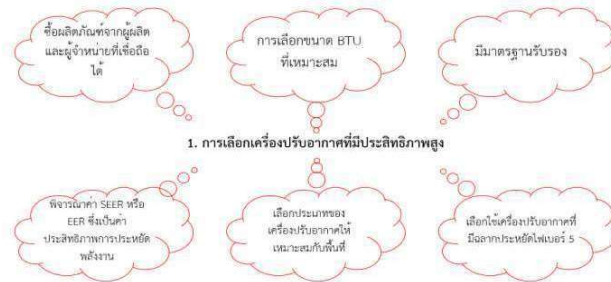 ซื้อผลิตภัณฑ์จากผู้ผลิต
และผู้จำหน่ายที่เชื่อถือ
ได้
การเลือกขนาด BTU
ที่เหมาะสม
มีมาตรฐานรับรอง
1. การเลือกเครื่องปรับอากาศที่มีประสิทธิภาพสูง
พิจารณาค่า SEER หรือ
EER ซึ่งเป็นค่า
ประสิทธิภาพการประหยัด
พลังงาน
เลือกประเภทของ
เครื่องปรับอากาศให้
เหมาะสมกับพื้นที่
เลือกใช้เครื่องปรับอากาศที่
มีฉลากประหยัดไฟเบอร์ 5